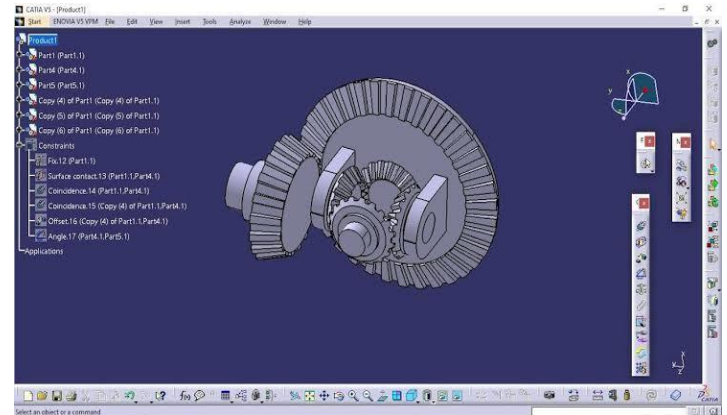 CATIA V5 - [Product1]
Start ENOVIA V5 VPM File Edit View Insert Tools Analyze Window Help
Product1
Part1 (Part1.1)
Part4 (Part4.1)
Part5 (Part5.1)
Copy (4) of Part1 (Copy (4) of Part1.1)
Copy (5) of Part1 (Copy (5) of Part1.1)
Copy (6) of Part1 (Copy (6) of Part1.1)
Constraints
Fix.12 (Part1.1)
Surface contact.13 (Part1.1,Part4.1)
Coincidence.14 (Part1.1,Part4.1)
Coincidence.15 (Copy (4) of Part1.1,Part4.1)
Offset.16 (Copy (4) of Part1.1,Part4.1)
Angle.17 (Part4.1,Part5.1)
Applications
x
y
CATIA
Select an object or a command